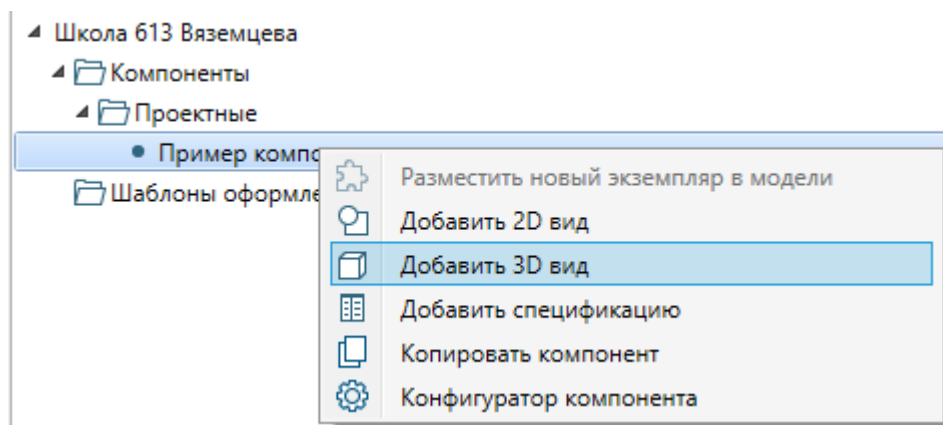 Школа 613 Вяземцева
Компоненты
Проектные
Пример компо
Шаблоны оформле
Разместить новый экземпляр в модели
Добавить 2D вид
Добавить 3D вид
Добавить спецификацию
Копировать компонент
Конфигуратор компонента